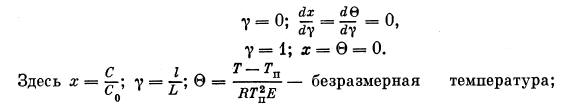 γ = 0; dx/dγ = dΘ/dγ = 0,
γ = 1; x = Θ = 0.
Здесь x = C/C₀; γ = l/L; Θ = (T − Tп)/(RTп²E) — безразмерная температура;